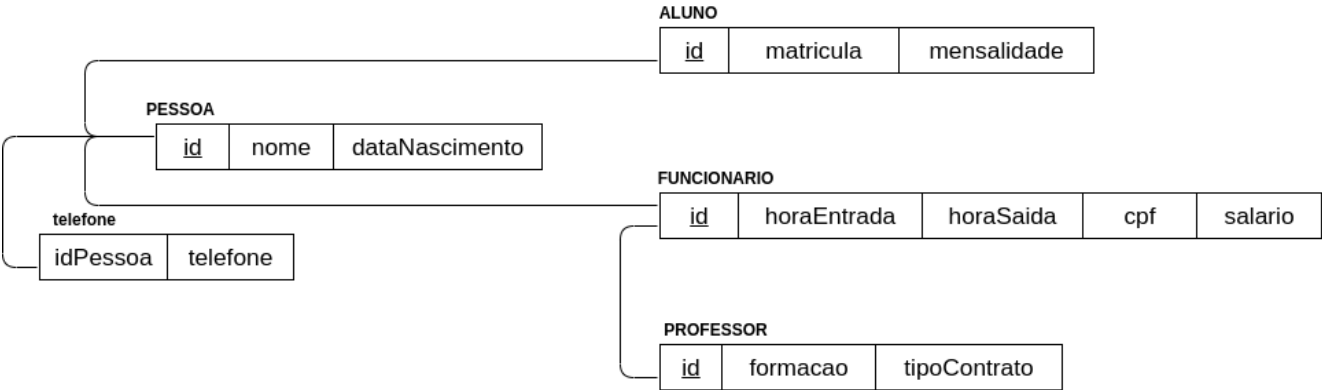 ALUNO
id matricula mensalidade
PESSOA
id nome dataNascimento
FUNCIONARIO
id horaEntrada horaSaida cpf salario
telefone
idPessoa telefone
PROFESSOR
id formacao tipoContrato